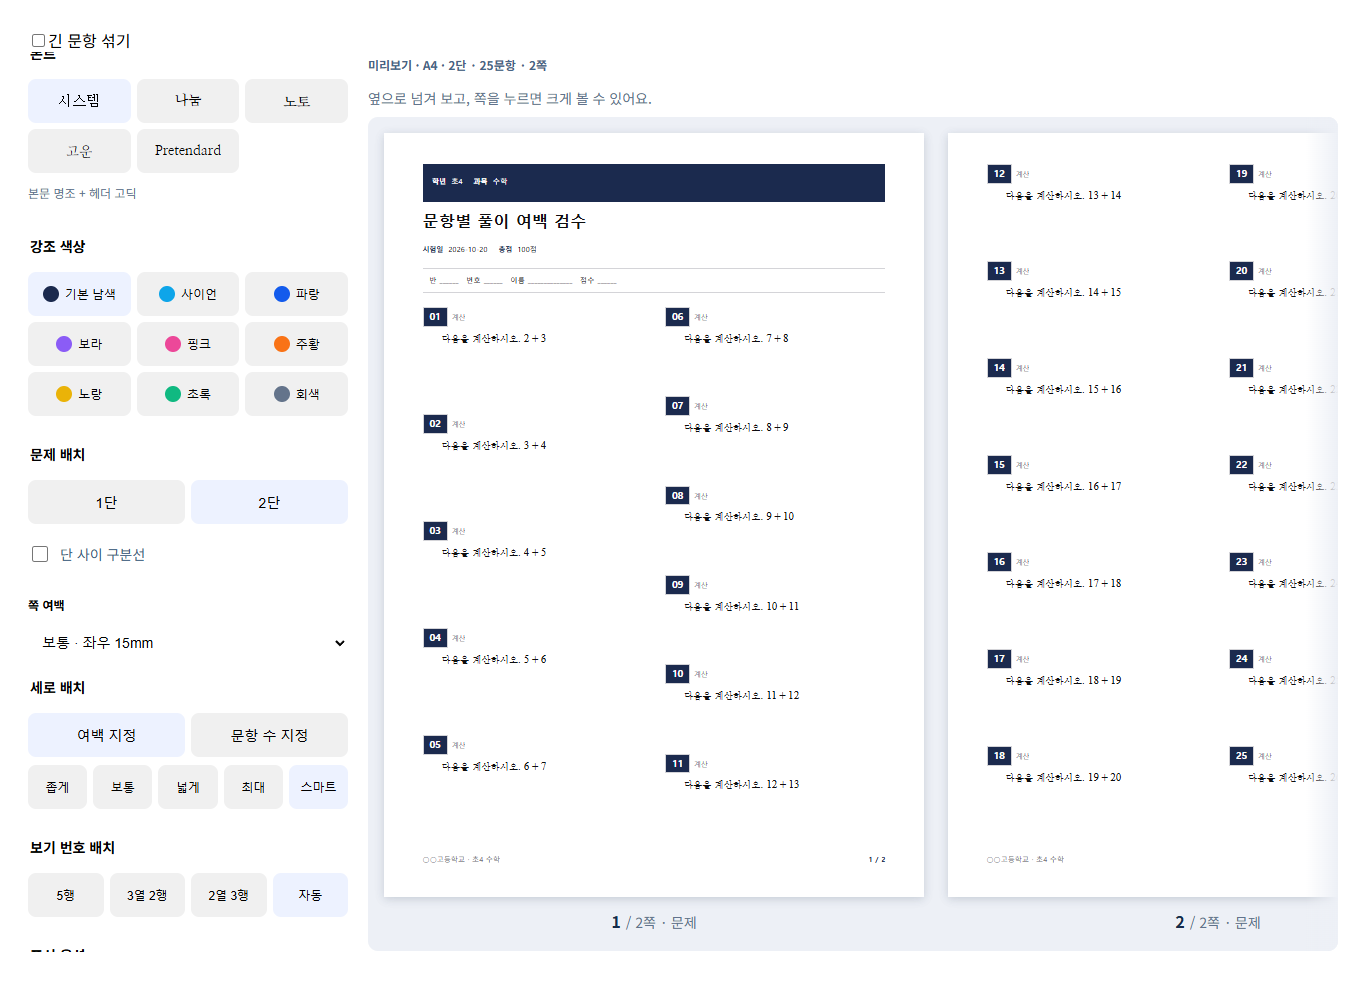 긴 문항 섞기
폰트
시스템
나눔
노토
고운
Pretendard
본문 명조 + 헤더 고딕
강조 색상
기본 남색
사이언
파랑
보라
핑크
주황
노랑
초록
회색
문제 배치
1단
2단
단 사이 구분선
쪽 여백
보통 · 좌우 15mm
세로 배치
여백 지정
문항 수 지정
좁게
보통
넓게
최대
스마트
보기 번호 배치
5행
3열 2행
2열 3행
자동
미리보기 · A4 · 2단 · 25문항 · 2쪽
옆으로 넘겨 보고, 쪽을 누르면 크게 볼 수 있어요.
학년 초4 과목 수학
문항별 풀이 여백 검수
시험일 2026-10-20 총점 100점
반 _____ 번호 _____ 이름 ____________ 점수 _____
01 계산
다음을 계산하시오. 2 + 3
02 계산
다음을 계산하시오. 3 + 4
03 계산
다음을 계산하시오. 4 + 5
04 계산
다음을 계산하시오. 5 + 6
05 계산
다음을 계산하시오. 6 + 7
06 계산
다음을 계산하시오. 7 + 8
07 계산
다음을 계산하시오. 8 + 9
08 계산
다음을 계산하시오. 9 + 10
09 계산
다음을 계산하시오. 10 + 11
10 계산
다음을 계산하시오. 11 + 12
11 계산
다음을 계산하시오. 12 + 13
○○고등학교 · 초4 수학
1 / 2
1 / 2쪽 · 문제
12 계산
다음을 계산하시오. 13 + 14
13 계산
다음을 계산하시오. 14 + 15
14 계산
다음을 계산하시오. 15 + 16
15 계산
다음을 계산하시오. 16 + 17
16 계산
다음을 계산하시오. 17 + 18
17 계산
다음을 계산하시오. 18 + 19
18 계산
다음을 계산하시오. 19 + 20
19 계산
다음을 계산하시오. 2
20 계산
다음을 계산하시오. 2
21 계산
다음을 계산하시오. 2
22 계산
다음을 계산하시오. 2
23 계산
다음을 계산하시오. 2
24 계산
다음을 계산하시오. 2
25 계산
다음을 계산하시오. 2
○○고등학교 · 초4 수학
2 / 2쪽 · 문제